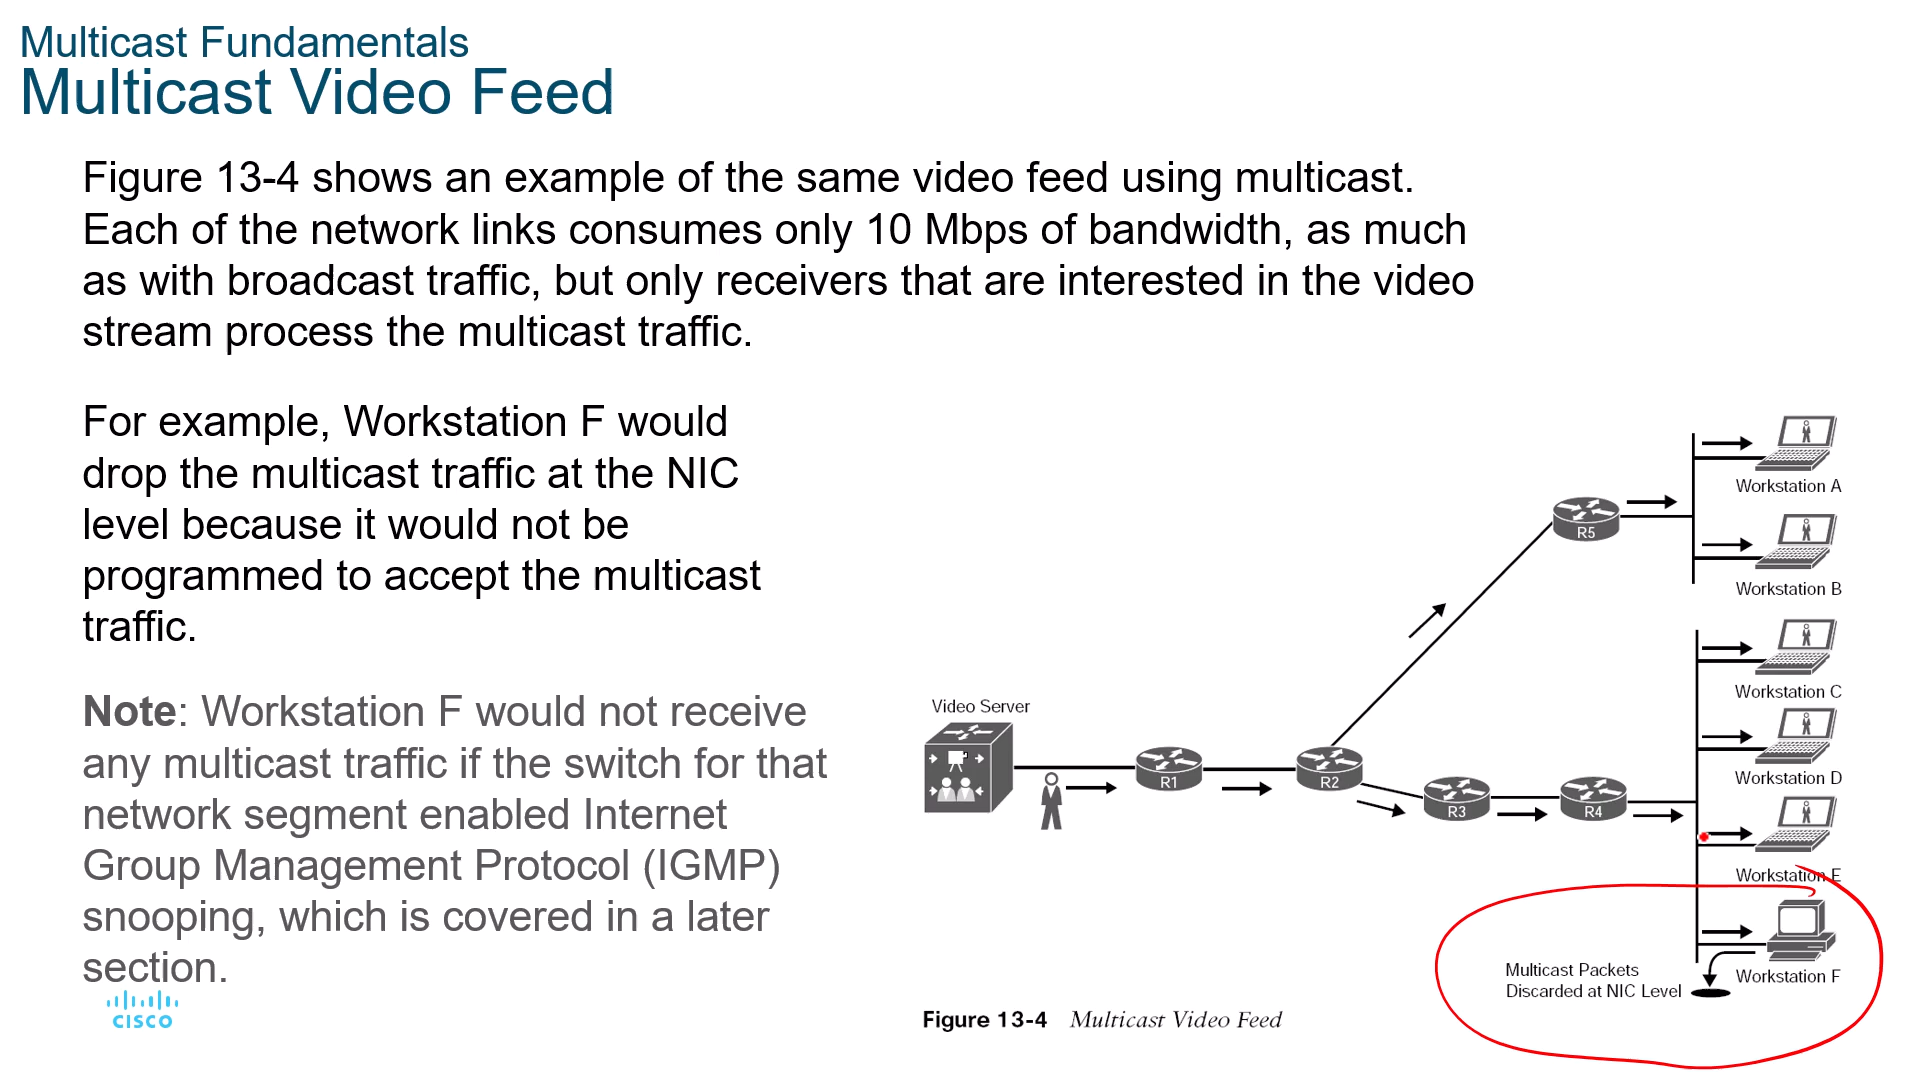 Multicast Fundamentals
Multicast Video Feed
Figure 13-4 shows an example of the same video feed using multicast.
Each of the network links consumes only 10 Mbps of bandwidth, as much
as with broadcast traffic, but only receivers that are interested in the video
stream process the multicast traffic.
For example, Workstation F would
drop the multicast traffic at the NIC
level because it would not be
programmed to accept the multicast
traffic.
Note: Workstation F would not receive
any multicast traffic if the switch for that
network segment enabled Internet
Group Management Protocol (IGMP)
snooping, which is covered in a later
section.
CISCO
Workstation A
R5
Workstation B
Workstation C
Video Server
Workstation D
R1
R2
R3
R4
Workstation E
Workstation F
Multicast Packets
Discarded at NIC Level
Figure 13-4 Multicast Video Feed